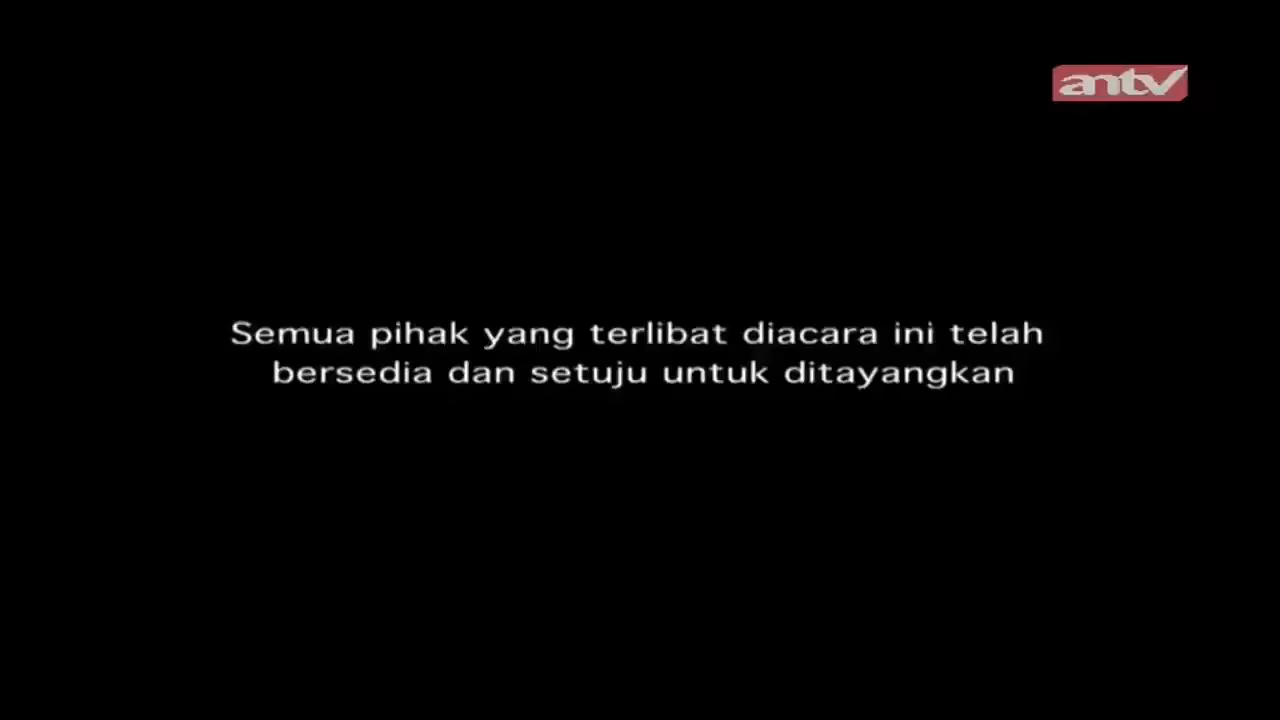 antv
Semua pihak yang terlibat diacara ini telah
bersedia dan setuju untuk ditayangkan